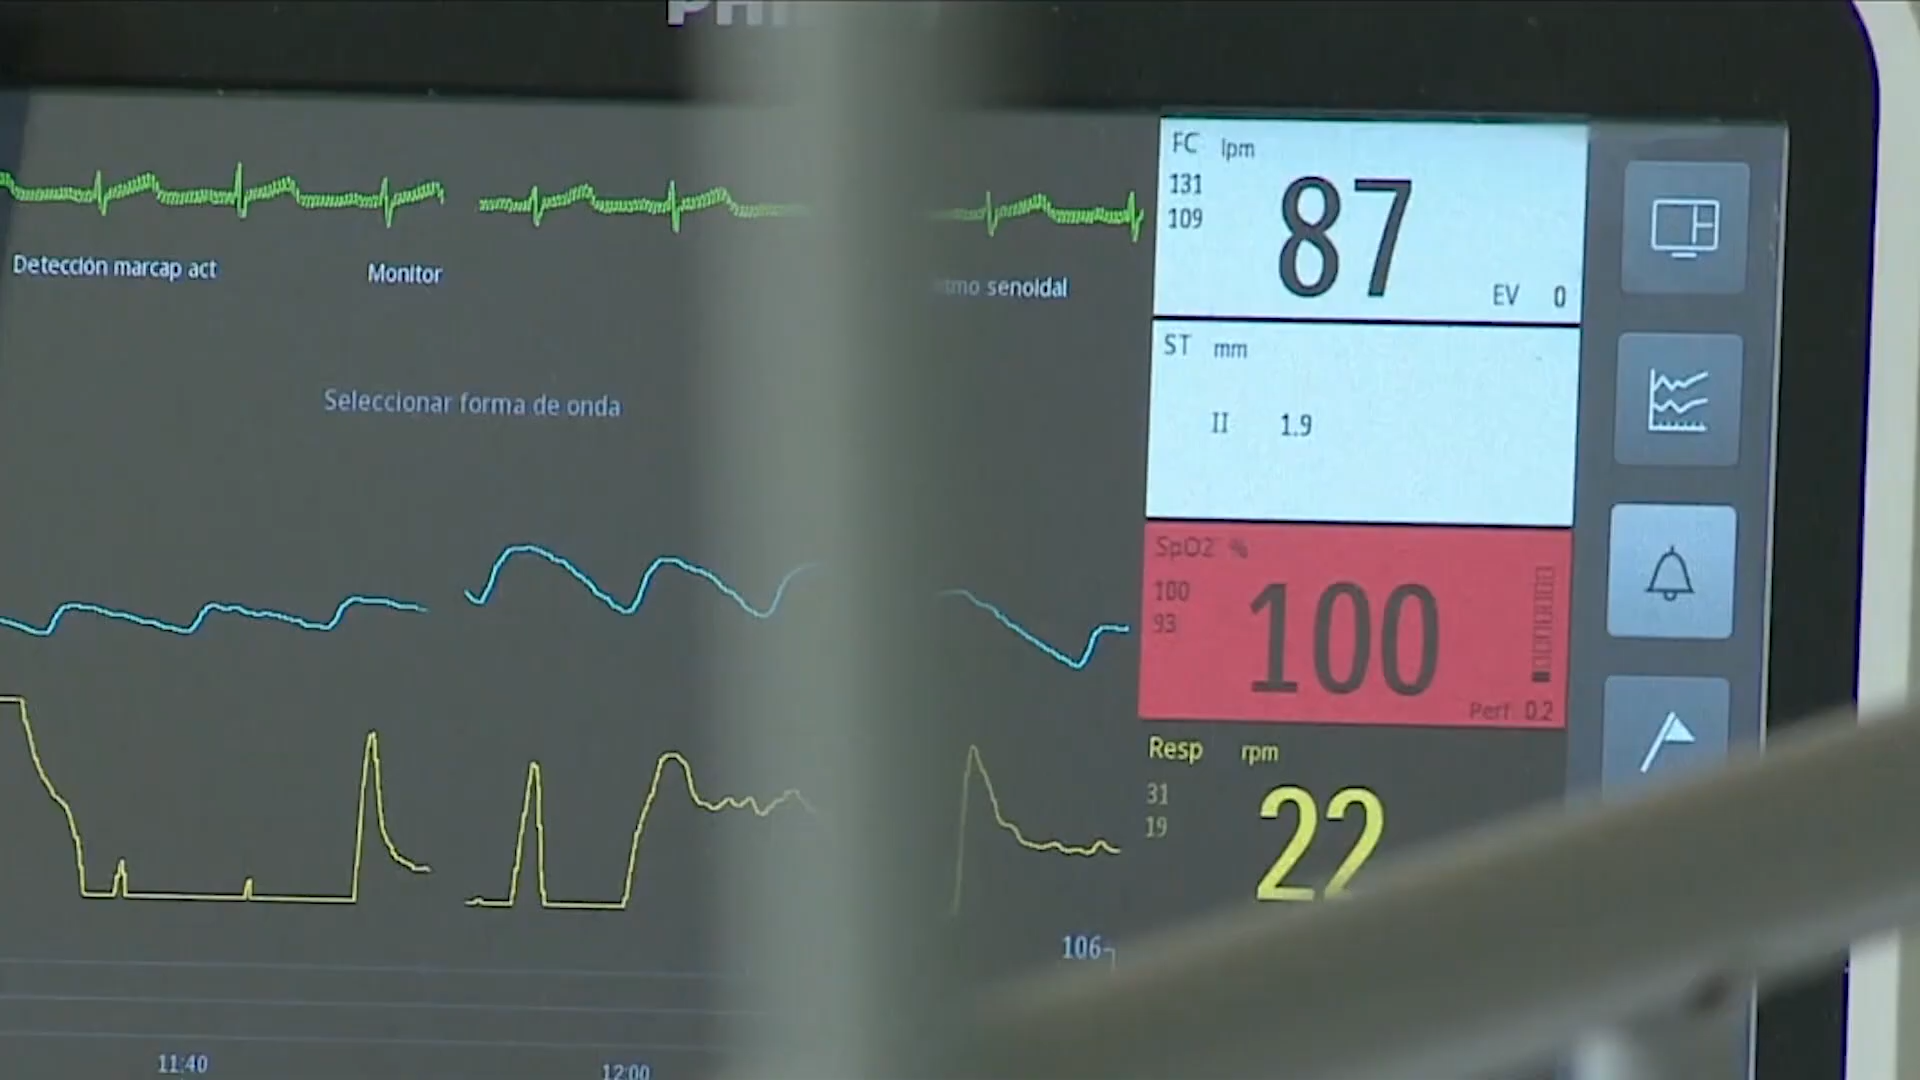 FC lpm
131
109
87
EV 0
Detección marcap act
Monitor
senoidal
ST mm
II 1.9
Seleccionar forma de onda
SpO2 %
100
93
100
Perf 0.2
Resp rpm
31
19
22
106
11:40
12:00